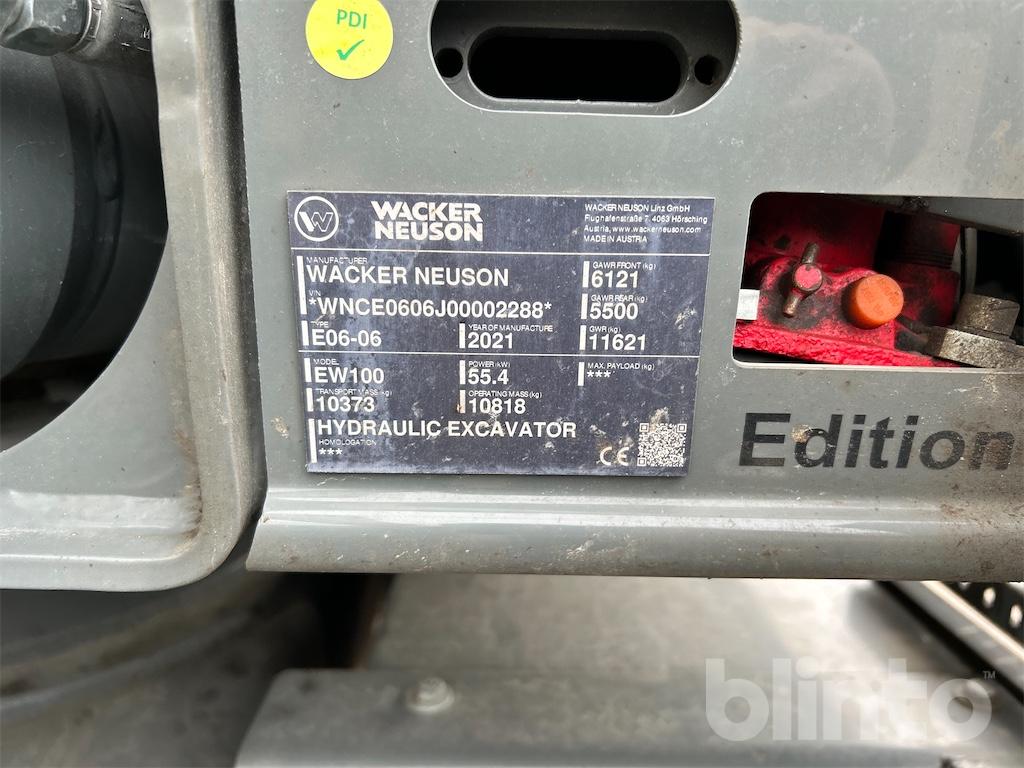 PDI
WACKER
NEUSON
WACKER NEUSON Linz GmbH
Flughafenstraße 7, 4063 Hörsching
Austria, www.wackerneuson.com
MADE IN AUSTRIA
MANUFACTURER
WACKER NEUSON
VIN
*WNCE0606J00002288*
TYPE
E06-06
YEAR OF MANUFACTURE
2021
GAWR FRONT (kg)
6121
GAWR REAR (kg)
5500
GWR (kg)
11621
MODEL
EW100
POWER (kW)
55.4
MAX. PAYLOAD (kg)
***
TRANSPORT MASS (kg)
10373
OPERATING MASS (kg)
10818
HYDRAULIC EXCAVATOR
HOMOLOGATION
***
CE
Edition
blinto™